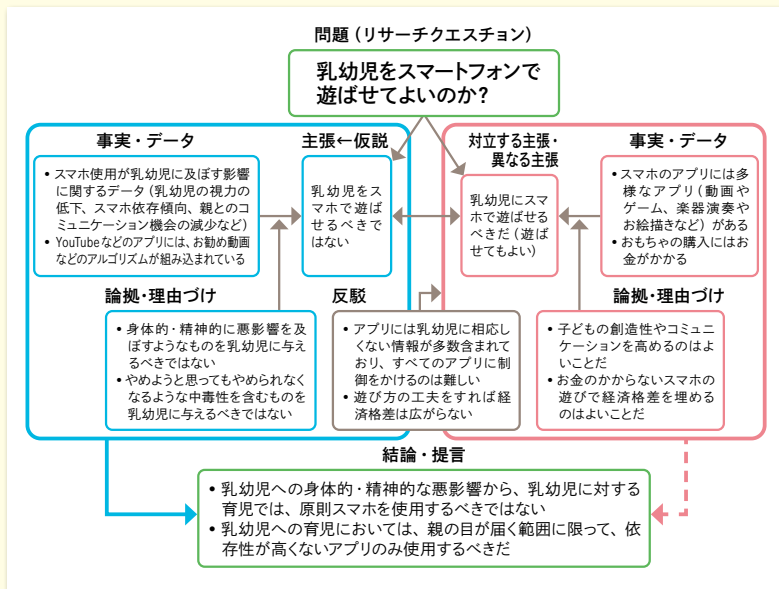 問題（リサーチクエスチョン）
乳幼児をスマートフォンで
遊ばせてよいのか？
事実・データ
• スマホ使用が乳幼児に及ぼす影響
に関するデータ（乳幼児の視力の
低下、スマホ依存傾向、親とのコ
ミュニケーション機会の減少など）
• YouTubeなどのアプリには、お勧め動画
などのアルゴリズムが組み込まれている
主張←仮説
乳幼児をス
マホで遊ば
せるべきで
はない
対立する主張・
異なる主張
乳幼児にスマ
ホで遊ばせる
べきだ（遊ば
せてもよい）
事実・データ
• スマホのアプリには多
様なアプリ（動画や
ゲーム、楽器演奏や
お絵描きなど）がある
• おもちゃの購入にはお
金がかかる
論拠・理由づけ
• 身体的・精神的に悪影響を及
ぼすようなものを乳幼児に与え
るべきではない
• やめようと思ってもやめられなく
なるような中毒性を含むものを
乳幼児に与えるべきではない
反駁
• アプリには乳幼児に相応し
くない情報が多数含まれて
おり、すべてのアプリに制
御をかけるのは難しい
• 遊び方の工夫をすれば経
済格差は広がらない
論拠・理由づけ
• 子どもの創造性やコミュニ
ケーションを高めるのはよ
いことだ
• お金のかからないスマホの
遊びで経済格差を埋める
のはよいことだ
結論・提言
• 乳幼児への身体的・精神的な悪影響から、乳幼児に対する
育児では、原則スマホを使用するべきではない
• 乳幼児への育児においては、親の目が届く範囲に限って、依
存性が高くないアプリのみ使用するべきだ